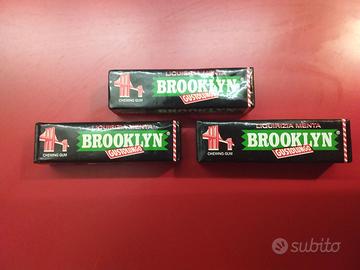 LIQUIRIZIA MENTA
BROOKLYN
GUSTOLUNGO
CHEWING GUM
LIQUIRIZIA MENTA
BROOKLYN
GUSTOLUNGO
CHEWING GUM
LIQUIRIZIA MENTA
BROOKLYN
GUSTOLUNGO
CHEWING GUM
subito